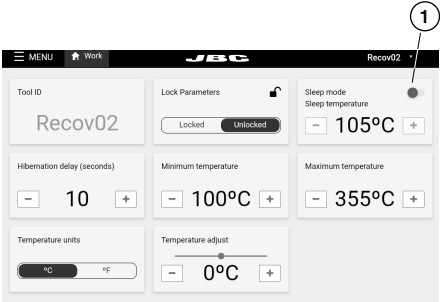 1
MENU
Work
JBC
Recov02
Tool ID
Recov02
Lock Parameters
Locked
Unlocked
Sleep mode
Sleep temperature
−
105ºC
+
Hibernation delay (seconds)
−
10
+
Minimum temperature
−
100ºC
+
Maximum temperature
−
355ºC
+
Temperature units
ºC
ºF
Temperature adjust
−
0ºC
+